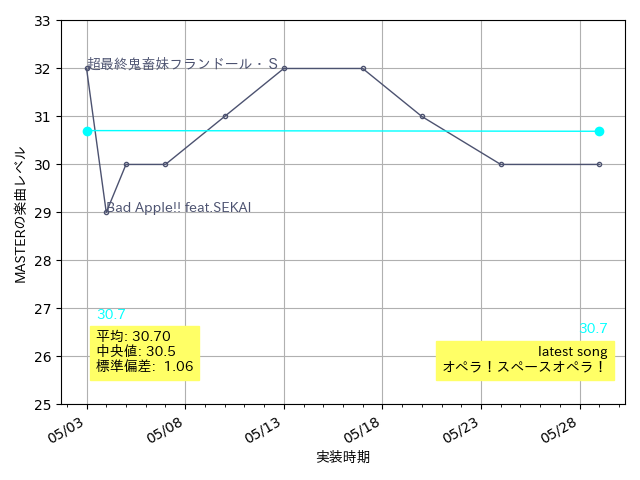 33
32
31
30
29
28
27
26
25
MASTERの楽曲レベル
超最終鬼畜妹フランドール・S
Bad Apple!! feat.SEKAI
30.7
平均: 30.70
中央値: 30.5
標準偏差: 1.06
30.7
latest song
オペラ！スペースオペラ！
05/03
05/08
05/13
05/18
05/23
05/28
実装時期